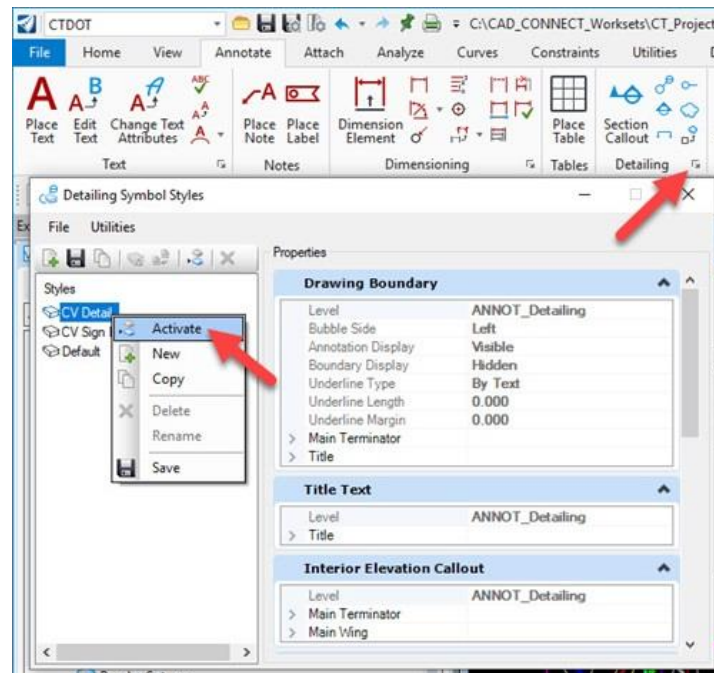 CTDOT
C:\CAD_CONNECT_Worksets\CT_Project
File Home View Annotate Attach Analyze Curves Constraints Utilities
Place Text
Edit Text
Change Text Attributes
Place Note
Place Label
Dimension Element
Place Table
Section Callout
Text Notes Dimensioning Tables Detailing
Detailing Symbol Styles
File Utilities
Properties
Styles
CV Detail
CV Sign
Default
Activate
New
Copy
Delete
Rename
Save
Drawing Boundary
Level ANNOT_Detailing
Bubble Side Left
Annotation Display Visible
Boundary Display Hidden
Underline Type By Text
Underline Length 0.000
Underline Margin 0.000
> Main Terminator
> Title
Title Text
Level ANNOT_Detailing
> Title
Interior Elevation Callout
Level ANNOT_Detailing
> Main Terminator
> Main Wing